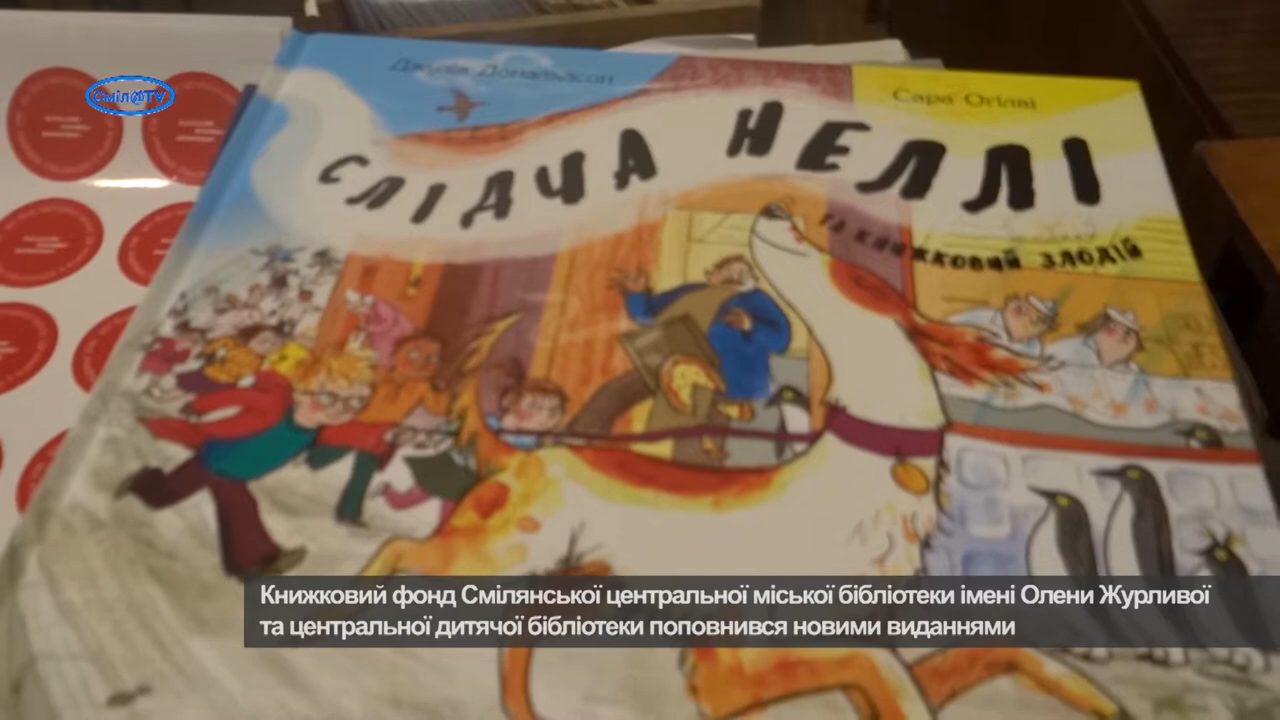 Сміл@TV
Джулія Дональдсон
Сара Огілві
СЛІДЧА НЕЛЛІ
ТА КНИЖКОВИЙ ЗЛОДІЙ
Книжковий фонд Смілянської центральної міської бібліотеки імені Олени Журливої
та центральної дитячої бібліотеки поповнився новими виданнями